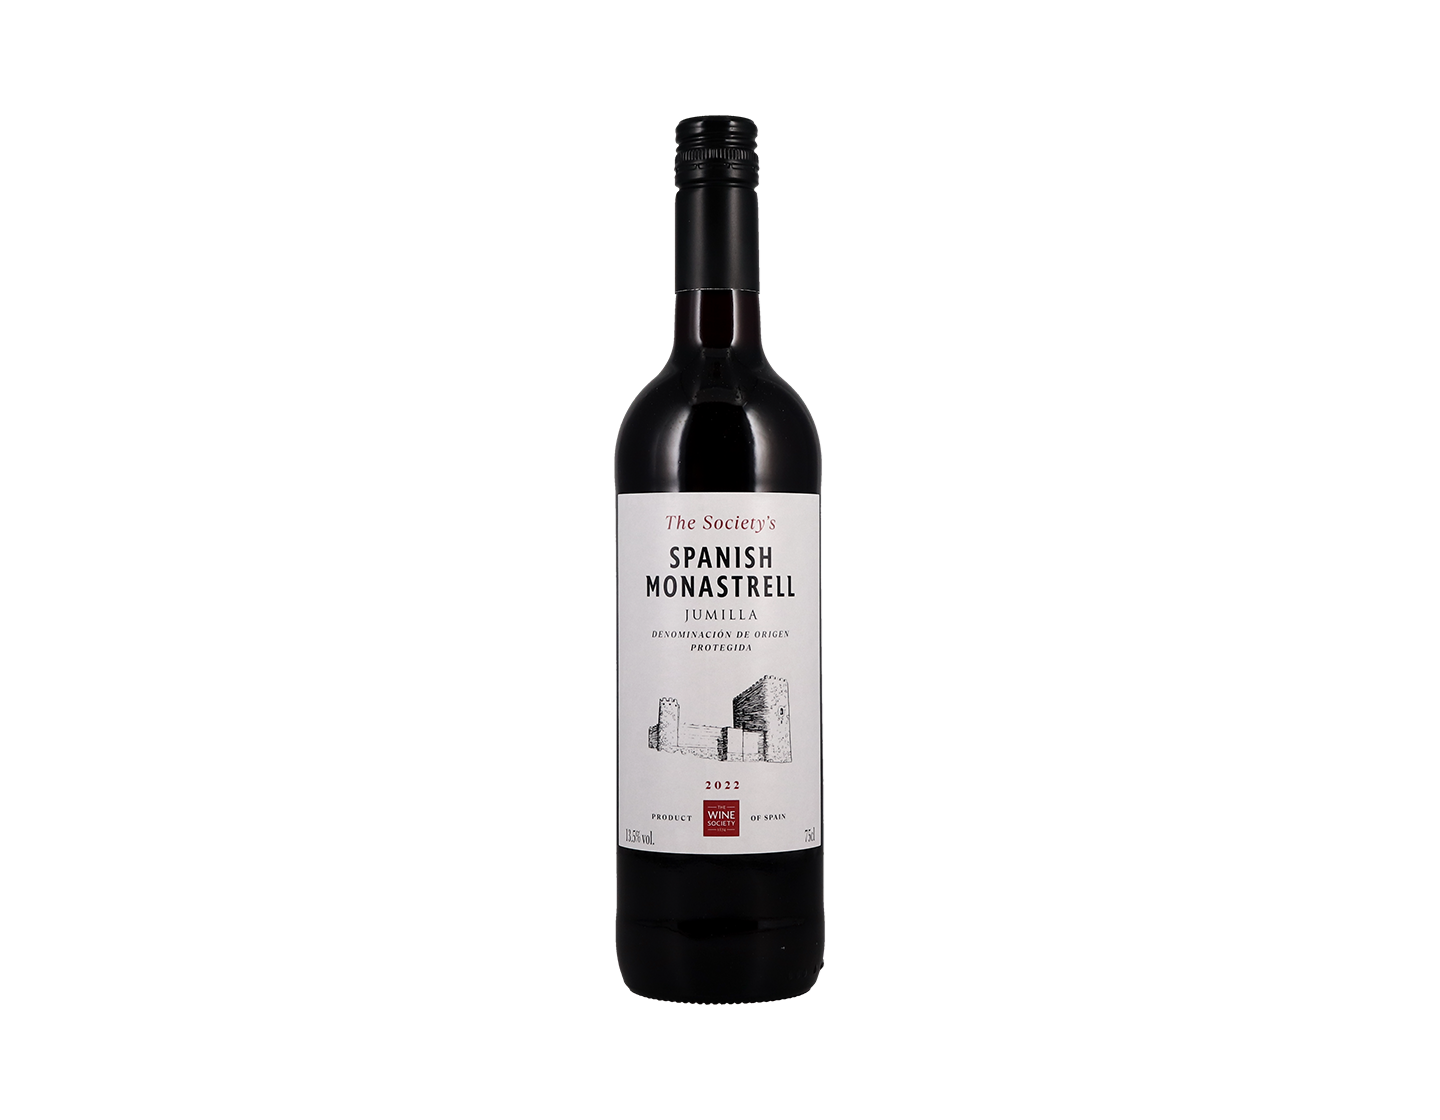 The Society's
SPANISH
MONASTRELL
JUMILLA
DENOMINACIÓN DE ORIGEN
PROTEGIDA
2022
PRODUCT
THE
WINE
SOCIETY
1874
OF SPAIN
13.5% vol.
75cl